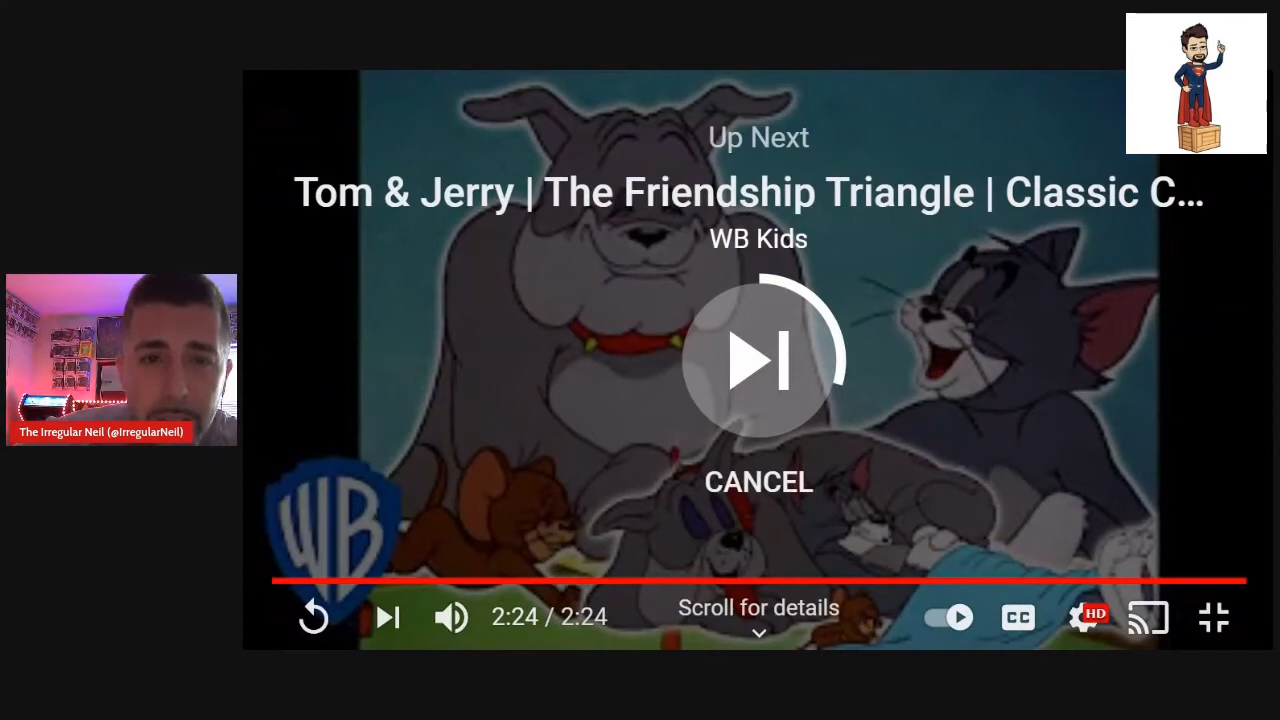 Up Next
Tom & Jerry | The Friendship Triangle | Classic C...
WB Kids
CANCEL
The Irregular Neil (@IrregularNeil)
WB
2:24 / 2:24
Scroll for details
CC
HD